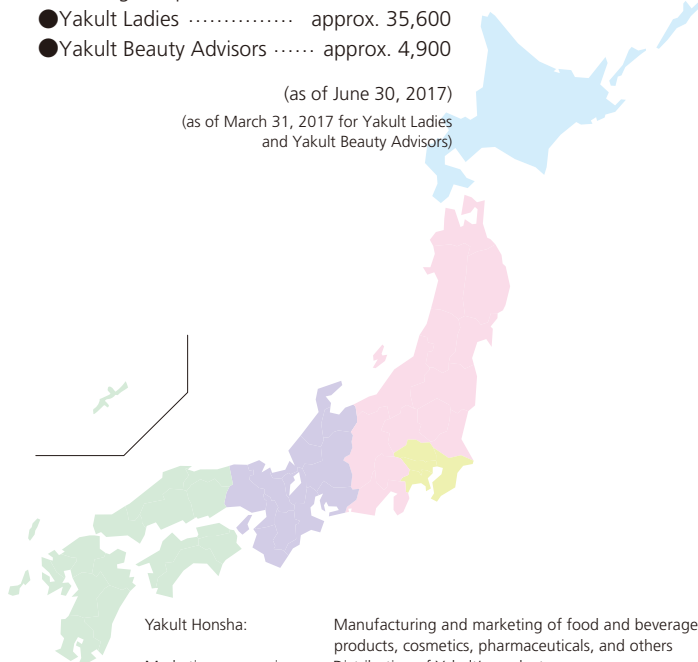 ●Yakult Ladies ·············· approx. 35,600
●Yakult Beauty Advisors ······ approx. 4,900
(as of June 30, 2017)
(as of March 31, 2017 for Yakult Ladies
and Yakult Beauty Advisors)
Yakult Honsha: Manufacturing and marketing of food and beverage
products, cosmetics, pharmaceuticals, and others